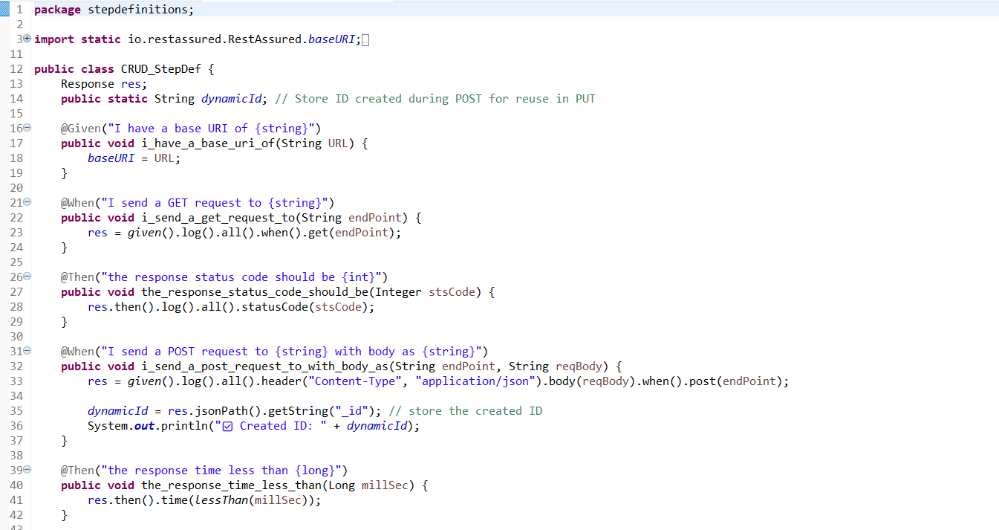 1 package stepdefinitions;
2
3 import static io.restassured.RestAssured.baseURI;
11
12 public class CRUD_StepDef {
13     Response res;
14     public static String dynamicId; // Store ID created during POST for reuse in PUT
15
16     @Given("I have a base URI of {string}")
17     public void i_have_a_base_uri_of(String URL) {
18         baseURI = URL;
19     }
20
21     @When("I send a GET request to {string}")
22     public void i_send_a_get_request_to(String endPoint) {
23         res = given().log().all().when().get(endPoint);
24     }
25
26     @Then("the response status code should be {int}")
27     public void the_response_status_code_should_be(Integer stsCode) {
28         res.then().log().all().statusCode(stsCode);
29     }
30
31     @When("I send a POST request to {string} with body as {string}")
32     public void i_send_a_post_request_to_with_body_as(String endPoint, String reqBody) {
33         res = given().log().all().header("Content-Type", "application/json").body(reqBody).when().post(endPoint);
34
35         dynamicId = res.jsonPath().getString("_id"); // store the created ID
36         System.out.println("☑ Created ID: " + dynamicId);
37     }
38
39     @Then("the response time less than {long}")
40     public void the_response_time_less_than(Long millSec) {
41         res.then().time(lessThan(millSec));
42     }
43